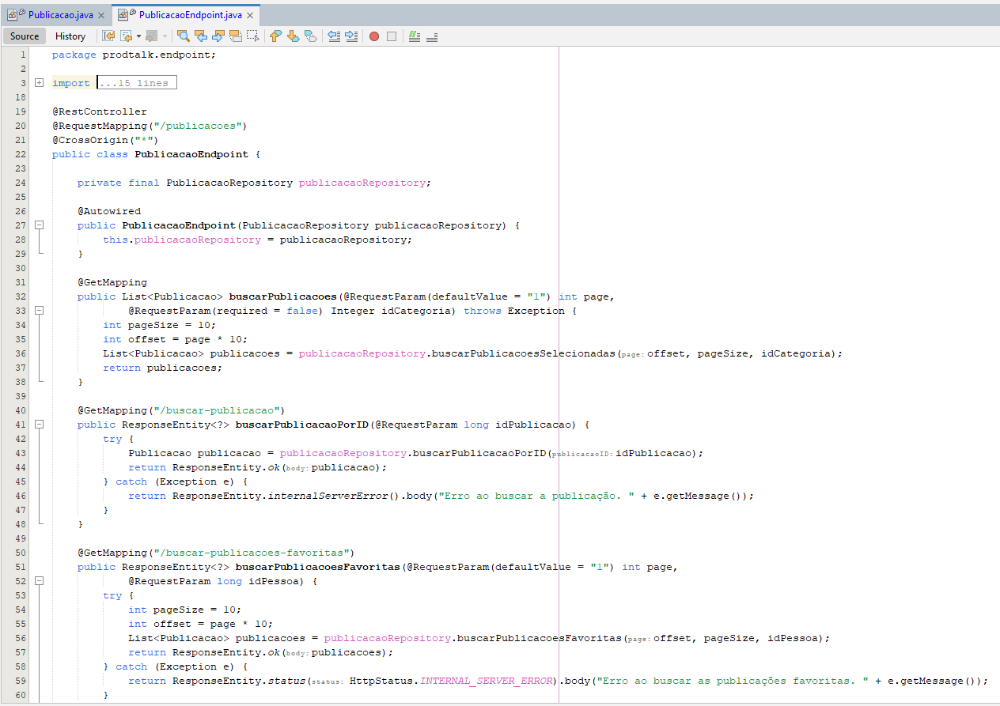 Publicacao.java PublicacaoEndpoint.java
Source History
1 package prodtalk.endpoint;
2
3 import ...15 lines
18
19 @RestController
20 @RequestMapping("/publicacoes")
21 @CrossOrigin("*")
22 public class PublicacaoEndpoint {
23
24 private final PublicacaoRepository publicacaoRepository;
25
26 @Autowired
27 public PublicacaoEndpoint(PublicacaoRepository publicacaoRepository) {
28 this.publicacaoRepository = publicacaoRepository;
29 }
30
31 @GetMapping
32 public List<Publicacao> buscarPublicacoes(@RequestParam(defaultValue = "1") int page,
33 @RequestParam(required = false) Integer idCategoria) throws Exception {
34 int pageSize = 10;
35 int offset = page * 10;
36 List<Publicacao> publicacoes = publicacaoRepository.buscarPublicacoesSelecionadas(page: offset, pageSize, idCategoria);
37 return publicacoes;
38 }
39
40 @GetMapping("/buscar-publicacao")
41 public ResponseEntity<?> buscarPublicacaoPorID(@RequestParam long idPublicacao) {
42 try {
43 Publicacao publicacao = publicacaoRepository.buscarPublicacaoPorID(publicacaoID: idPublicacao);
44 return ResponseEntity.ok(body: publicacao);
45 } catch (Exception e) {
46 return ResponseEntity.internalServerError().body("Erro ao buscar a publicação. " + e.getMessage());
47 }
48 }
49
50 @GetMapping("/buscar-publicacoes-favoritas")
51 public ResponseEntity<?> buscarPublicacoesFavoritas(@RequestParam(defaultValue = "1") int page,
52 @RequestParam long idPessoa) {
53 try {
54 int pageSize = 10;
55 int offset = page * 10;
56 List<Publicacao> publicacoes = publicacaoRepository.buscarPublicacoesFavoritas(page: offset, pageSize, idPessoa);
57 return ResponseEntity.ok(body: publicacoes);
58 } catch (Exception e) {
59 return ResponseEntity.status(status: HttpStatus.INTERNAL_SERVER_ERROR).body("Erro ao buscar as publicações favoritas. " + e.getMessage());
60 }